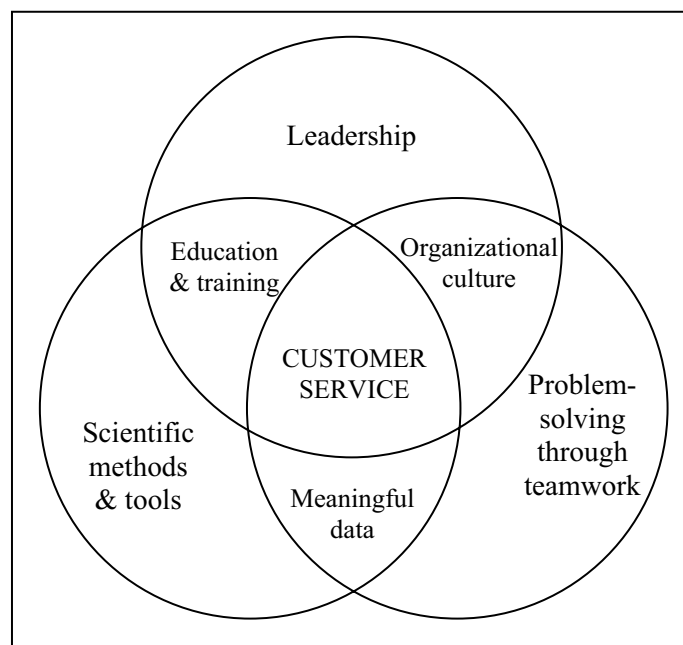 Leadership
Education
& training
Organizational
culture
CUSTOMER
SERVICE
Scientific
methods
& tools
Problem-
solving
through
teamwork
Meaningful
data